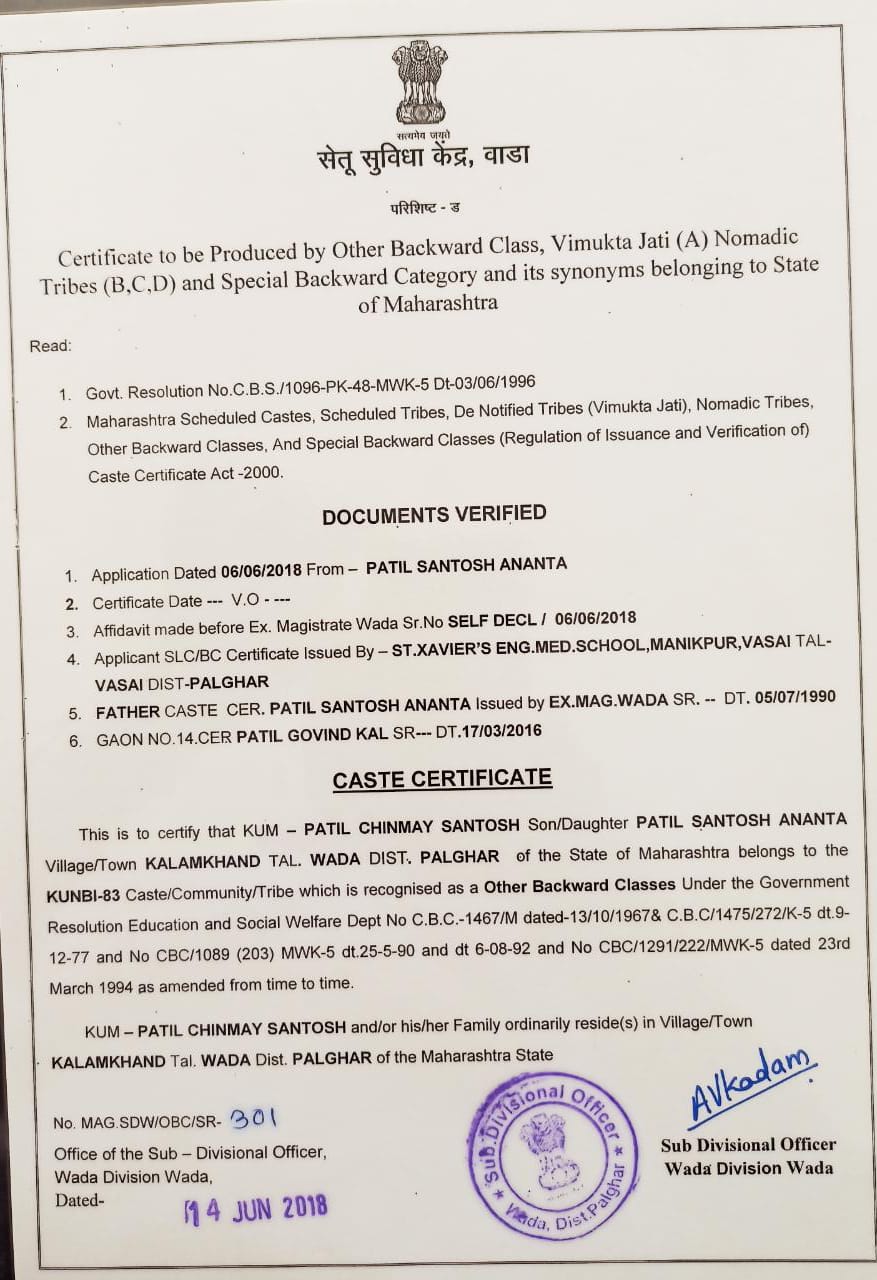 सत्यमेव जयते
सेतू सुविधा केंद्र, वाडा
परिशिष्ट - ड
Certificate to be Produced by Other Backward Class, Vimukta Jati (A) Nomadic
Tribes (B,C,D) and Special Backward Category and its synonyms belonging to State
of Maharashtra
Read:
1. Govt. Resolution No.C.B.S./1096-PK-48-MWK-5 Dt-03/06/1996
2. Maharashtra Scheduled Castes, Scheduled Tribes, De Notified Tribes (Vimukta Jati), Nomadic Tribes,
Other Backward Classes, And Special Backward Classes (Regulation of Issuance and Verification of)
Caste Certificate Act -2000.
DOCUMENTS VERIFIED
1. Application Dated 06/06/2018 From – PATIL SANTOSH ANANTA
2. Certificate Date --- V.O - ---
3. Affidavit made before Ex. Magistrate Wada Sr.No SELF DECL / 06/06/2018
4. Applicant SLC/BC Certificate Issued By – ST.XAVIER'S ENG.MED.SCHOOL,MANIKPUR,VASAI TAL-
VASAI DIST-PALGHAR
5. FATHER CASTE CER. PATIL SANTOSH ANANTA Issued by EX.MAG.WADA SR. -- DT. 05/07/1990
6. GAON NO.14.CER PATIL GOVIND KAL SR--- DT.17/03/2016
CASTE CERTIFICATE
This is to certify that KUM – PATIL CHINMAY SANTOSH Son/Daughter PATIL SANTOSH ANANTA
Village/Town KALAMKHAND TAL. WADA DIST. PALGHAR of the State of Maharashtra belongs to the
KUNBI-83 Caste/Community/Tribe which is recognised as a Other Backward Classes Under the Government
Resolution Education and Social Welfare Dept No C.B.C.-1467/M dated-13/10/1967& C.B.C/1475/272/K-5 dt.9-
12-77 and No CBC/1089 (203) MWK-5 dt.25-5-90 and dt 6-08-92 and No CBC/1291/222/MWK-5 dated 23rd
March 1994 as amended from time to time.
KUM – PATIL CHINMAY SANTOSH and/or his/her Family ordinarily reside(s) in Village/Town
KALAMKHAND Tal. WADA Dist. PALGHAR of the Maharashtra State
No. MAG.SDW/OBC/SR- 301
Office of the Sub – Divisional Officer,
Wada Division Wada,
Dated-
14 JUN 2018
Sub Divisional Officer
Wada, Dist.Palghar
AVKadam
Sub Divisional Officer
Wada Division Wada